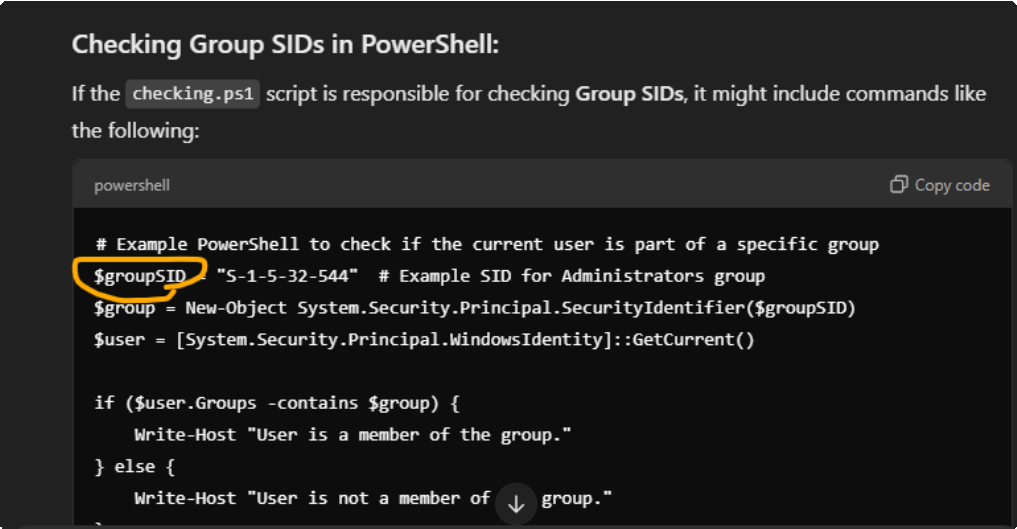 Checking Group SIDs in PowerShell:
If the checking.ps1 script is responsible for checking Group SIDs, it might include commands like
the following:
powershell
Copy code
# Example PowerShell to check if the current user is part of a specific group
$groupSID = "S-1-5-32-544"  # Example SID for Administrators group
$group = New-Object System.Security.Principal.SecurityIdentifier($groupSID)
$user = [System.Security.Principal.WindowsIdentity]::GetCurrent()
if ($user.Groups -contains $group) {
    Write-Host "User is a member of the group."
} else {
    Write-Host "User is not a member of group."